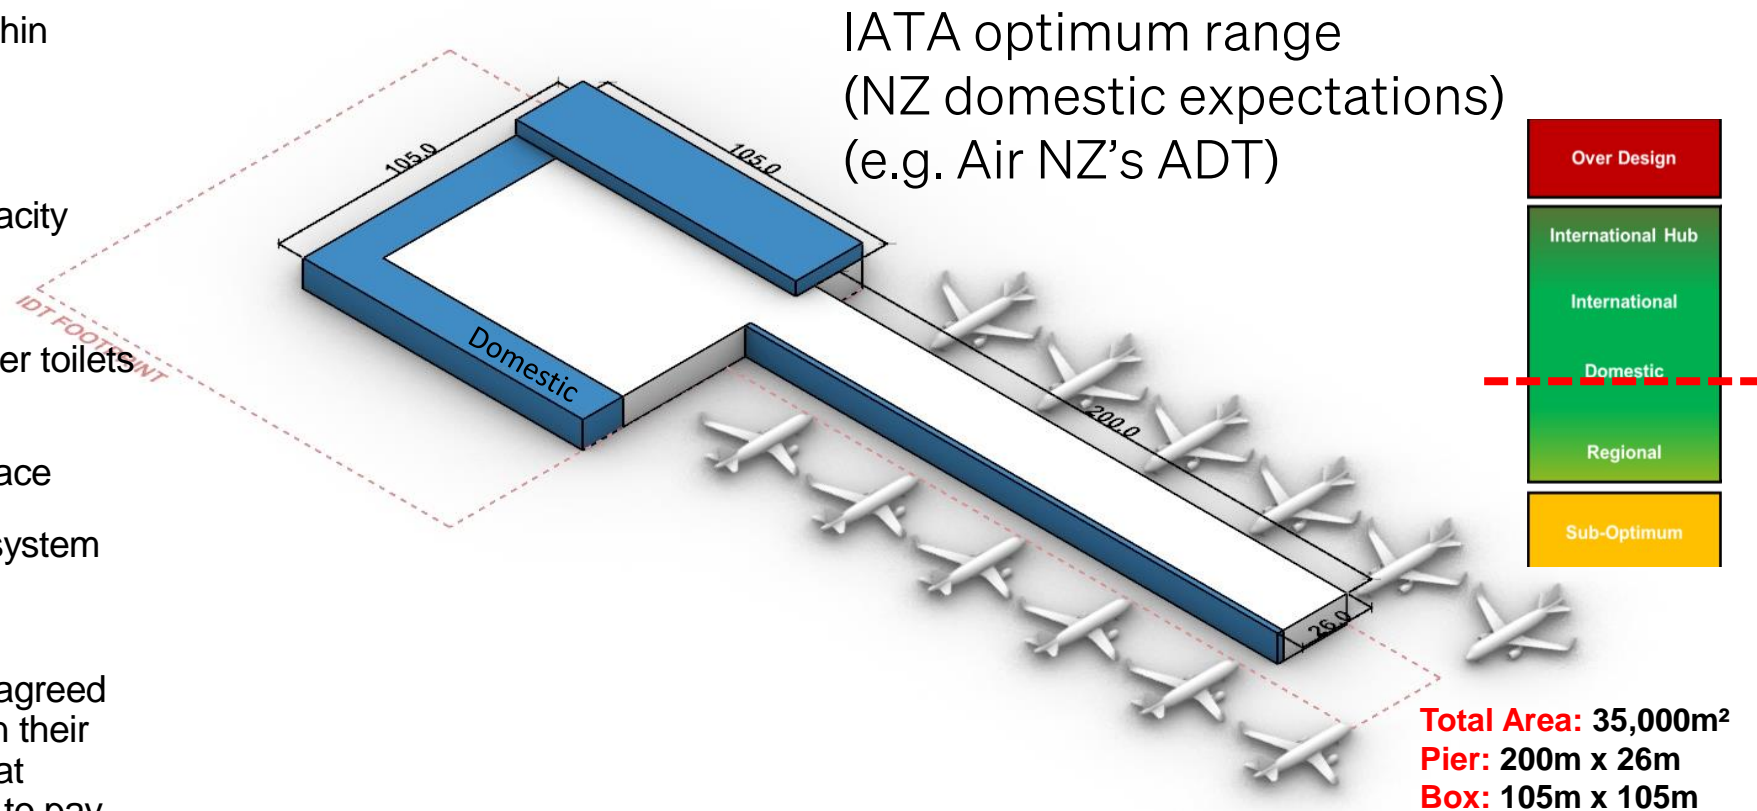 hin
acity
er toilets
ace
system
agreed
n their
at
to pay
IATA optimum range
(NZ domestic expectations)
(e.g. Air NZ's ADT)
105.0
105.0
IDT FOOTPRINT
Domestic
200.0
26.0
Over Design
International Hub
International
Domestic
Regional
Sub-Optimum
Total Area: 35,000m²
Pier: 200m x 26m
Box: 105m x 105m